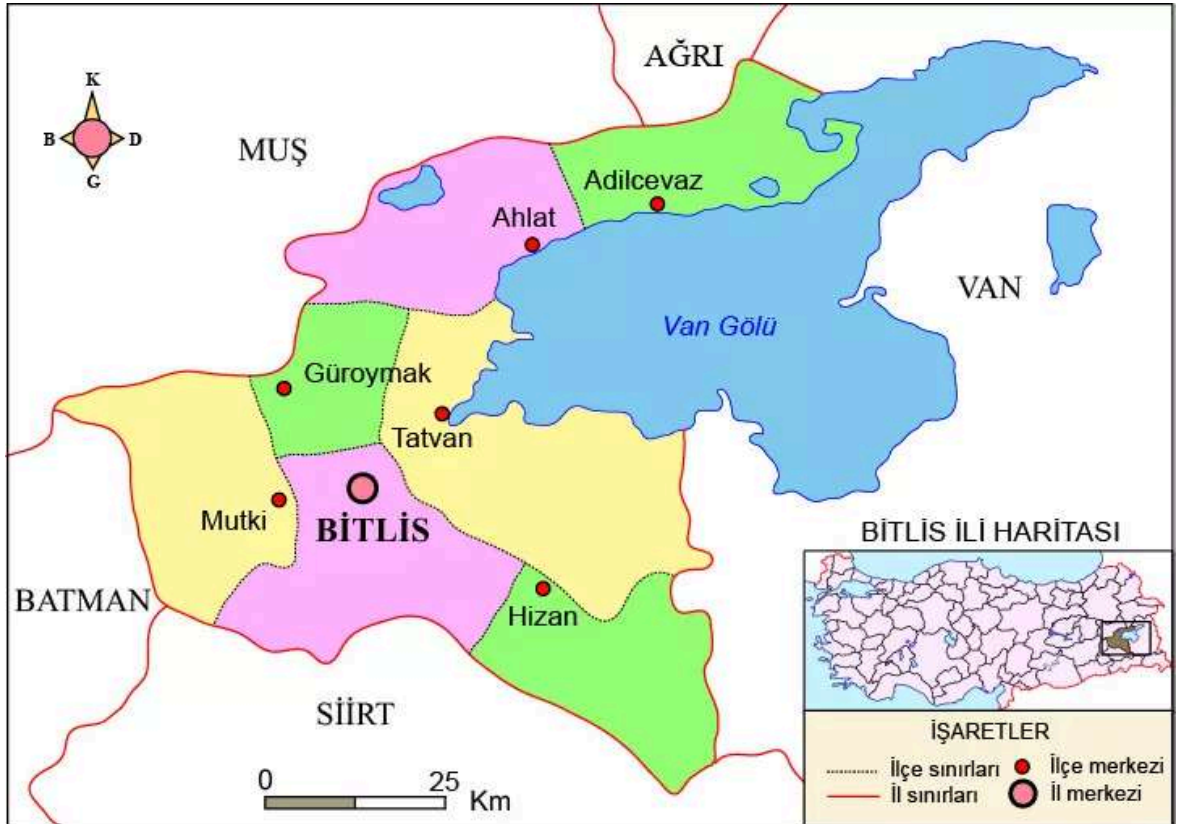 AĞRI
K
B D
G
MUŞ
Adilcevaz
Ahlat
VAN
Van Gölü
Güroymak
Tatvan
Mutki
BİTLİS
BİTLİS İLİ HARİTASI
BATMAN
Hizan
SİİRT
İŞARETLER
İlçe sınırları
İlçe merkezi
İl sınırları
İl merkezi
0 25
Km